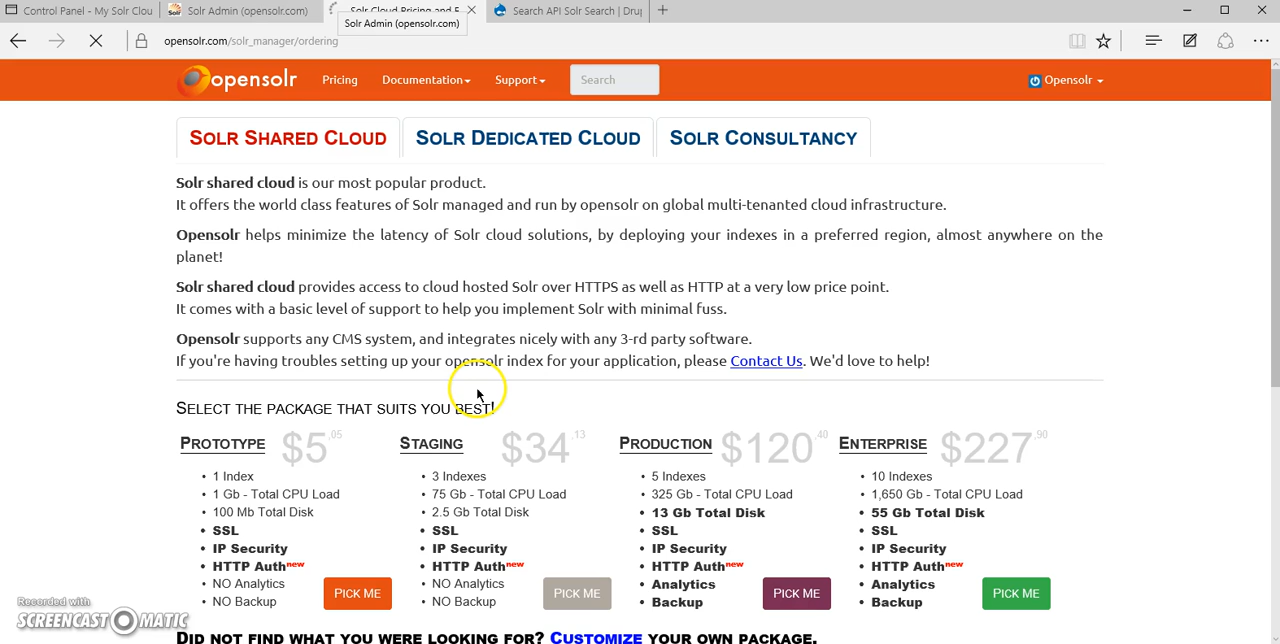 Control Panel - My Solr Clou
Solr Admin (opensolr.com)
Solr Cloud Pricing and
Search API Solr Search | Drup
Solr Admin (opensolr.com)
opensolr.com/solr_manager/ordering
opensolr
Pricing
Documentation
Support
Search
Opensolr
SOLR SHARED CLOUD
SOLR DEDICATED CLOUD
SOLR CONSULTANCY
Solr shared cloud is our most popular product.
It offers the world class features of Solr managed and run by opensolr on global multi-tenanted cloud infrastructure.
Opensolr helps minimize the latency of Solr cloud solutions, by deploying your indexes in a preferred region, almost anywhere on the
planet!
Solr shared cloud provides access to cloud hosted Solr over HTTPS as well as HTTP at a very low price point.
It comes with a basic level of support to help you implement Solr with minimal fuss.
Opensolr supports any CMS system, and integrates nicely with any 3-rd party software.
If you're having troubles setting up your opensolr index for your application, please Contact Us. We'd love to help!
SELECT THE PACKAGE THAT SUITS YOU BEST!
PROTOTYPE $5.05
• 1 Index
• 1 Gb - Total CPU Load
• 100 Mb Total Disk
• SSL
• IP Security
• HTTP Auth new
• NO Analytics
• NO Backup
PICK ME
STAGING $34.13
• 3 Indexes
• 75 Gb - Total CPU Load
• 2.5 Gb Total Disk
• SSL
• IP Security
• HTTP Auth new
• NO Analytics
• NO Backup
PICK ME
PRODUCTION $120.40
• 5 Indexes
• 325 Gb - Total CPU Load
• 13 Gb Total Disk
• SSL
• IP Security
• HTTP Auth new
• Analytics
• Backup
PICK ME
ENTERPRISE $227.90
• 10 Indexes
• 1,650 Gb - Total CPU Load
• 55 Gb Total Disk
• SSL
• IP Security
• HTTP Auth new
• Analytics
• Backup
PICK ME
DID NOT FIND WHAT YOU WERE LOOKING FOR? CUSTOMIZE YOUR OWN PACKAGE.
Recorded with
SCREENCAST-O-MATIC